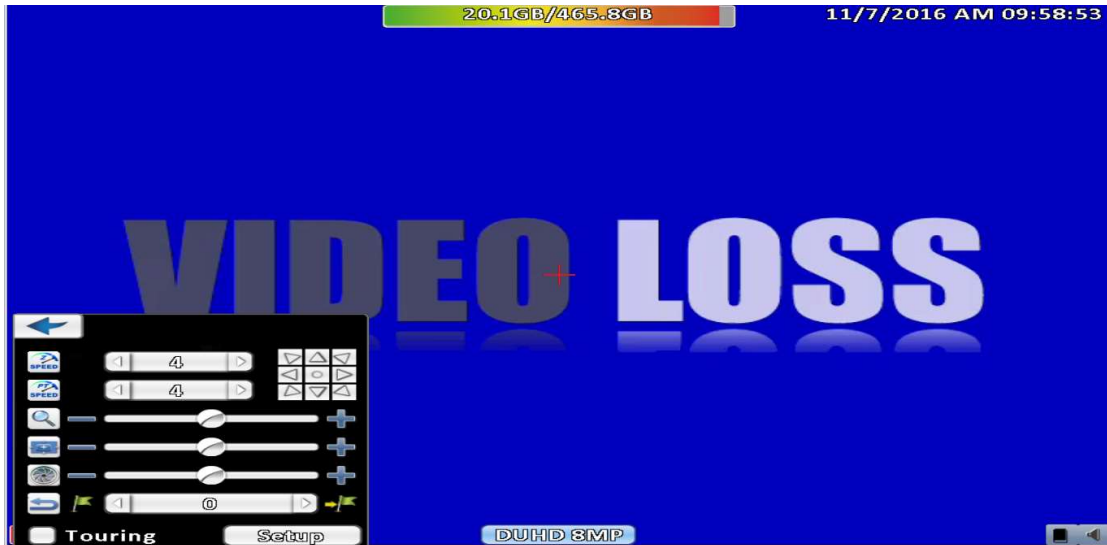 20.1GB/465.8GB
11/7/2016 AM 09:58:53
VIDEO LOSS
Z
SPEED
4
PT
SPEED
4
0
Touring
Setup
DUHD 8MP